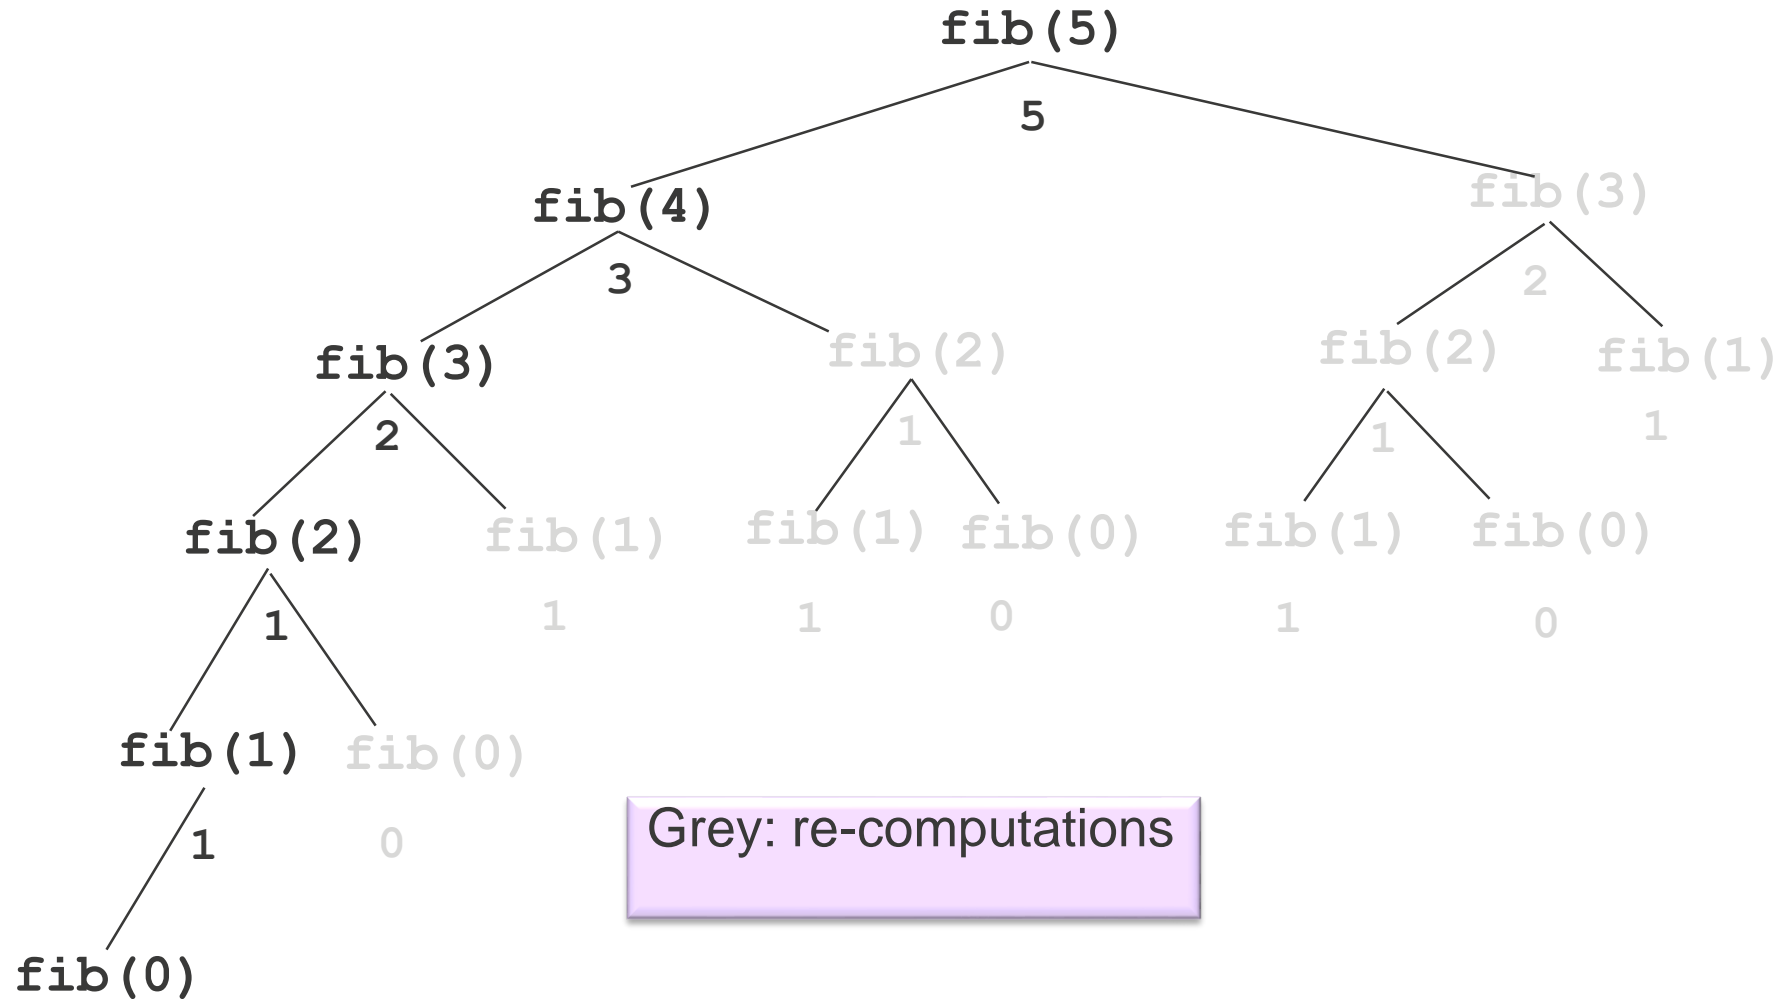 fib(5)
5
fib(4) fib(3)
3 2
fib(3) fib(2) fib(2) fib(1)
2 1 1 1
fib(2) fib(1) fib(1) fib(0) fib(1) fib(0)
1 1 1 0 1 0
fib(1) fib(0)
1 0
Grey: re-computations
fib(0)